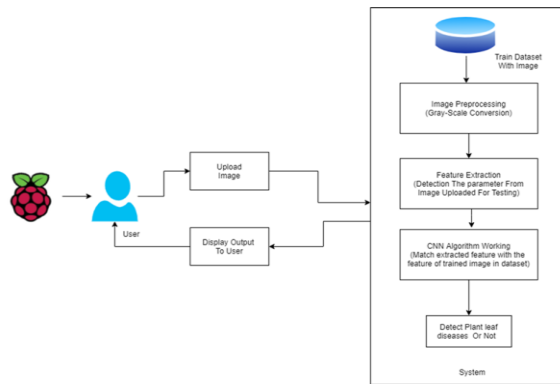 Train Dataset
With Image
Image Preprocessing
(Gray-Scale Conversion)
Feature Extraction
(Detection The parameter From
Image Uploaded For Testing)
CNN Algorithm Working
(Match extracted feature with the
feature of trained image in dataset)
Detect Plant leaf
diseases Or Not
System
Upload
Image
User
Display Output
To User